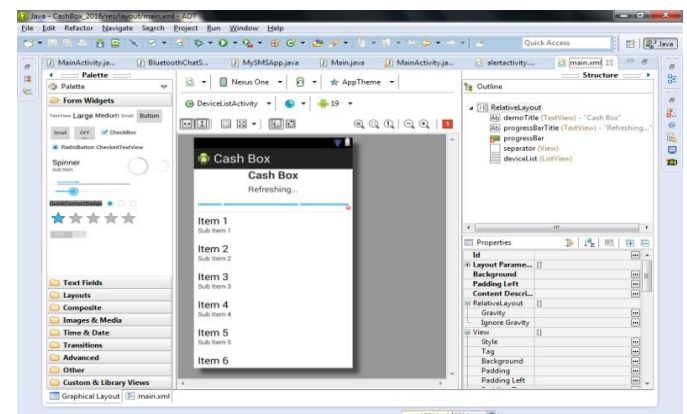 Java - CashBox_2016/res/layout/main.xml - ADT
File Edit Refactor Navigate Search Project Run Window Help
Quick Access
Java
MainActivity.ja...
BluetoothChatS...
MySMSApp.java
Main.java
MainActivity.ja...
alertactivity....
main.xml
Palette
Palette
Form Widgets
TextView Large Medium Small Button
Small OFF CheckBox
RadioButton CheckedTextView
Spinner
Sub Item
QuickContactBadge
Text Fields
Layouts
Composite
Images & Media
Time & Date
Transitions
Advanced
Other
Custom & Library Views
Graphical Layout
main.xml
Nexus One
AppTheme
DeviceListActivity
19
1
Cash Box
Cash Box
Refreshing...
Item 1
Sub Item 1
Item 2
Sub Item 2
Item 3
Sub Item 3
Item 4
Sub Item 4
Item 5
Sub Item 5
Item 6
Structure
Outline
RelativeLayout
Ab demoTitle (TextView) - "Cash Box"
Ab progressBarTitle (TextView) - "Refreshing..."
progressBar
separator (View)
deviceList (ListView)
Properties
Id
Layout Parame... []
Background
Padding Left
Content Descri...
RelativeLayout []
Gravity
Ignore Gravity
View []
Style
Tag
Background
Padding
Padding Left